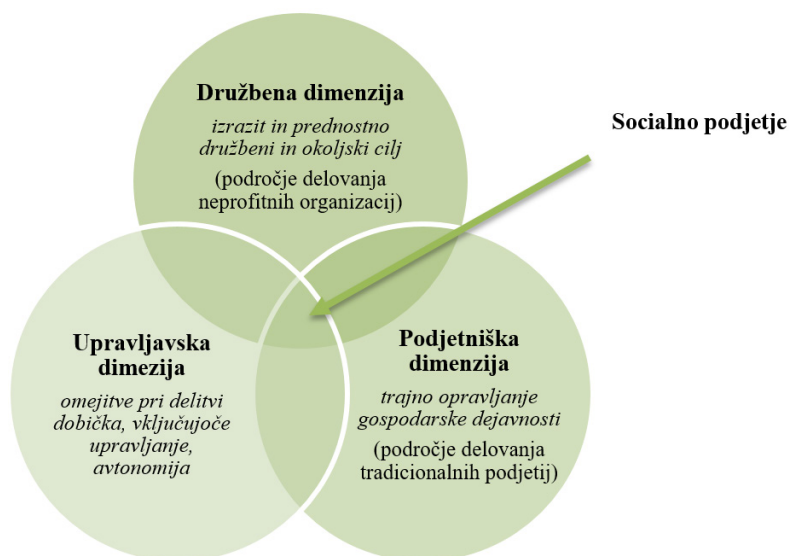 Družbena dimenzija
izrazit in prednostno
družbeni in okoljski cilj
(področje delovanja
neprofitnih organizacij)
Socialno podjetje
Upravljavska
dimezija
omejitve pri delitvi
dobička, vključujoče
upravljanje,
avtonomija
Podjetniška
dimenzija
trajno opravljanje
gospodarske dejavnosti
(področje delovanja
tradicionalnih podjetij)